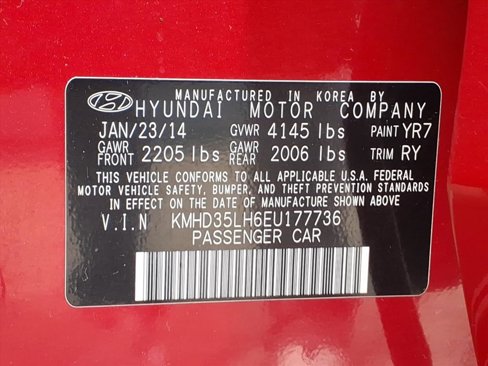 MANUFACTURED IN KOREA BY
HYUNDAI MOTOR COMPANY
JAN/23/14 GVWR 4145 lbs PAINT YR7
GAWR FRONT 2205 lbs GAWR REAR 2006 lbs TRIM RY
THIS VEHICLE CONFORMS TO ALL APPLICABLE U.S.A. FEDERAL
MOTOR VEHICLE SAFETY, BUMPER, AND THEFT PREVENTION STANDARDS
IN EFFECT ON THE DATE OF MANUFACTURE SHOWN ABOVE.
V.I.N KMHD35LH6EU177736
PASSENGER CAR